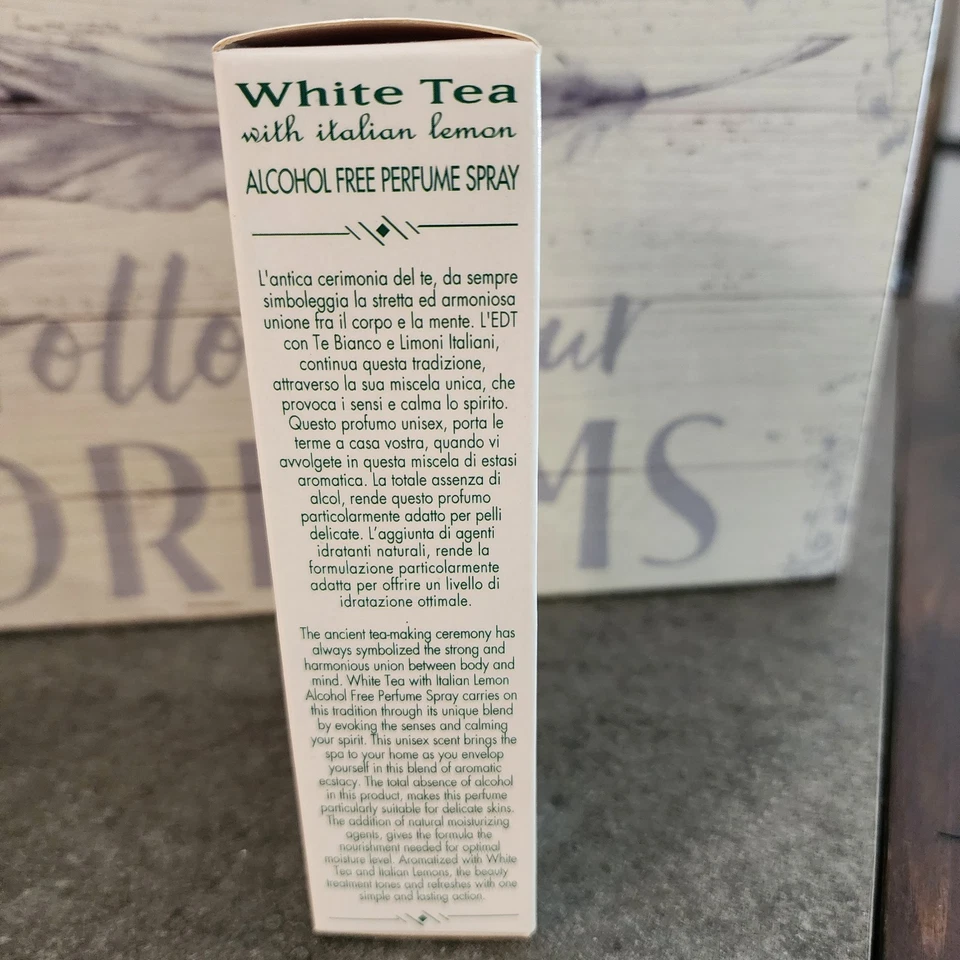 White Tea
with italian lemon
ALCOHOL FREE PERFUME SPRAY
L'antica cerimonia del te, da sempre
simboleggia la stretta ed armoniosa
unione fra il corpo e la mente. L'EDT
con Te Bianco e Limoni Italiani,
continua questa tradizione,
attraverso la sua miscela unica, che
provoca i sensi e calma lo spirito.
Questo profumo unisex, porta le
terme a casa vostra, quando vi
avvolgete in questa miscela di estasi
aromatica. La totale assenza di
alcol, rende questo profumo
particolarmente adatto per pelli
delicate. L'aggiunta di agenti
idratanti naturali, rende la
formulazione particolarmente
adatta per offrire un livello di
idratazione ottimale.
The ancient tea-making ceremony has
always symbolized the strong and
harmonious union between body and
mind. White Tea with Italian Lemon
Alcohol Free Perfume Spray carries on
this tradition through its unique blend
by evoking the senses and calming
your spirit. This unisex scent brings the
spa to your home as you envelop
yourself in this blend of aromatic
ecstacy. The total absence of alcohol
in this product, makes this perfume
particularly suitable for delicate skins.
The addition of natural moisturizing
agents, gives the formula the
nourishment needed for optimal
moisture level. Aromatized with White
Tea and Italian Lemons, the beauty
treatment tones and refreshes with one
simple and lasting action.